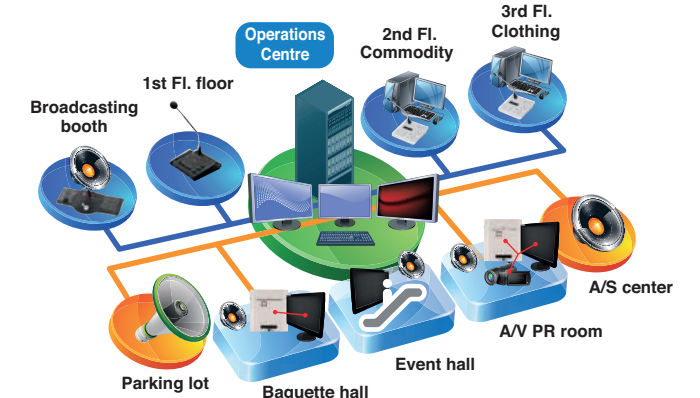 3rd Fl.
Clothing
Operations
Centre
2nd Fl.
Commodity
1st Fl. floor
Broadcasting
booth
A/S center
A/V PR room
Event hall
Parking lot
Baguette hall